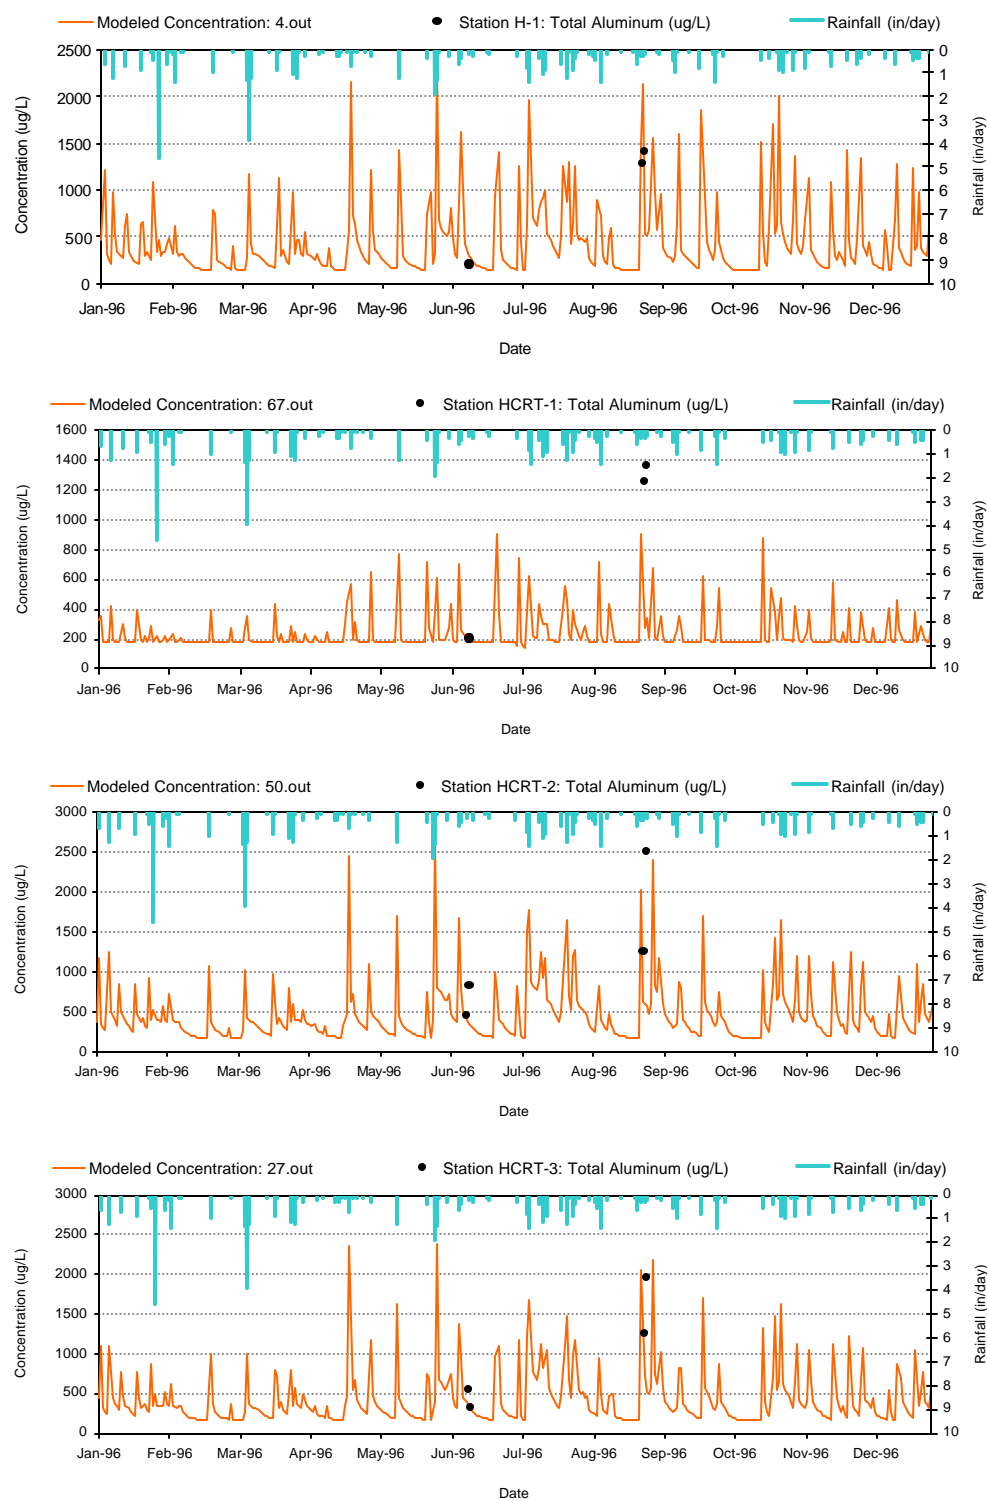 Modeled Concentration: 4.out Station H-1: Total Aluminum (ug/L) Rainfall (in/day)
2500 0
1
2000 2
3
1500 4
5
1000 6
7
500 8
9
0 10
Concentration (ug/L)
Rainfall (in/day)
Jan-96 Feb-96 Mar-96 Apr-96 May-96 Jun-96 Jul-96 Aug-96 Sep-96 Oct-96 Nov-96 Dec-96
Date
Modeled Concentration: 67.out Station HCRT-1: Total Aluminum (ug/L) Rainfall (in/day)
1600 0
1400 1
2
1200 3
1000 4
800 5
600 6
7
400 8
200 9
0 10
Concentration (ug/L)
Rainfall (in/day)
Jan-96 Feb-96 Mar-96 Apr-96 May-96 Jun-96 Jul-96 Aug-96 Sep-96 Oct-96 Nov-96 Dec-96
Date
Modeled Concentration: 50.out Station HCRT-2: Total Aluminum (ug/L) Rainfall (in/day)
3000 0
1
2500 2
2000 3
4
1500 5
1000 6
7
500 8
9
0 10
Concentration (ug/L)
Rainfall (in/day)
Jan-96 Feb-96 Mar-96 Apr-96 May-96 Jun-96 Jul-96 Aug-96 Sep-96 Oct-96 Nov-96 Dec-96
Date
Modeled Concentration: 27.out Station HCRT-3: Total Aluminum (ug/L) Rainfall (in/day)
3000 0
1
2500 2
2000 3
4
1500 5
1000 6
7
500 8
9
0 10
Concentration (ug/L)
Rainfall (in/day)
Jan-96 Feb-96 Mar-96 Apr-96 May-96 Jun-96 Jul-96 Aug-96 Sep-96 Oct-96 Nov-96 Dec-96
Date